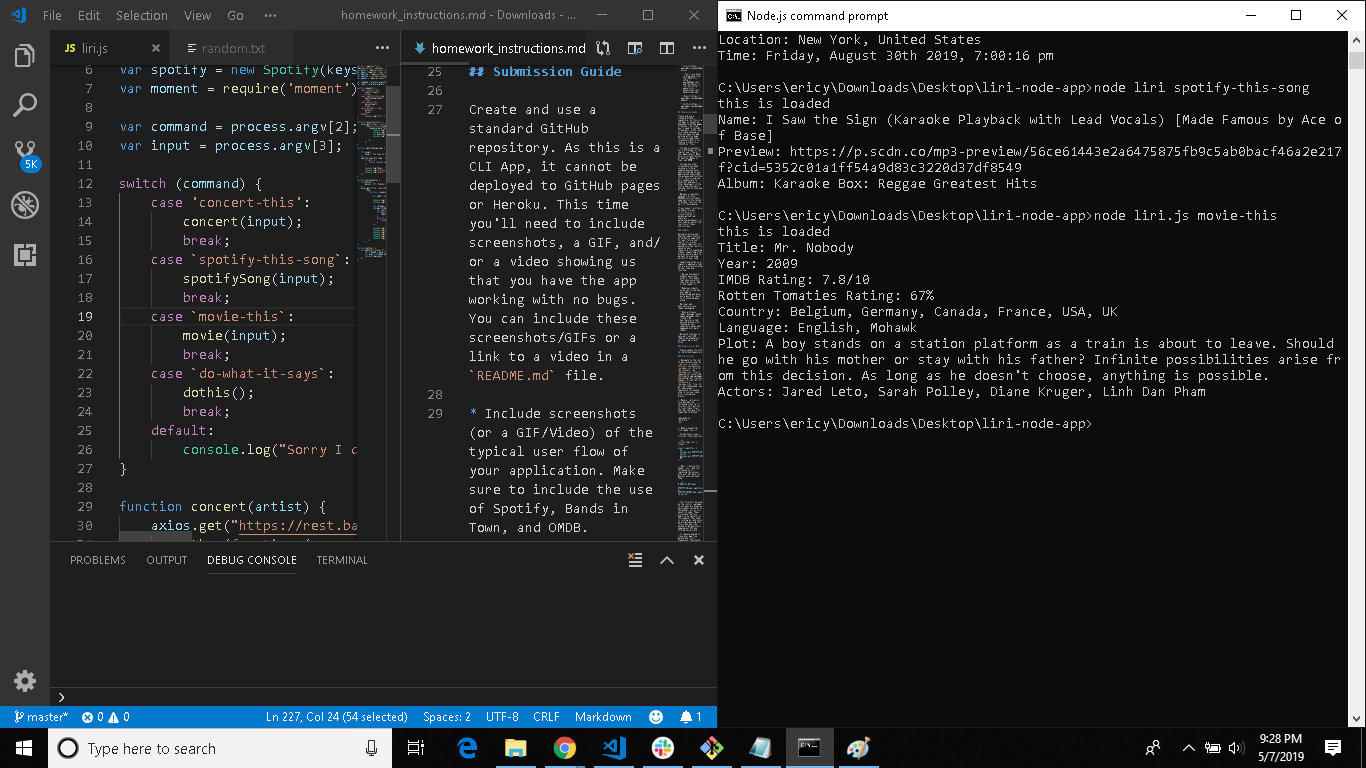 File Edit Selection View Go ··· homework_instructions.md - Downloads - ...
JS liri.js
random.txt
homework_instructions.md
6 var spotify = new Spotify(keys
7 var moment = require('moment')
8
9 var command = process.argv[2];
10 var input = process.argv[3];
11
12 switch (command) {
13 case 'concert-this':
14 concert(input);
15 break;
16 case `spotify-this-song`:
17 spotifySong(input);
18 break;
19 case `movie-this`:
20 movie(input);
21 break;
22 case `do-what-it-says`:
23 dothis();
24 break;
25 default:
26 console.log("Sorry I
27 }
28
29 function concert(artist) {
30 axios.get("https://rest.ba
25 ## Submission Guide
26
27 Create and use a
standard GitHub
repository. As this is a
CLI App, it cannot be
deployed to GitHub pages
or Heroku. This time
you'll need to include
screenshots, a GIF, and/
or a video showing us
that you have the app
working with no bugs.
You can include these
screenshots/GIFs or a
link to a video in a
`README.md` file.
28
29 * Include screenshots
(or a GIF/Video) of the
typical user flow of
your application. Make
sure to include the use
of Spotify, Bands in
Town, and OMDB.
5K
PROBLEMS OUTPUT DEBUG CONSOLE TERMINAL
master* 0 0 Ln 227, Col 24 (54 selected) Spaces: 2 UTF-8 CRLF Markdown 1
Node.js command prompt
Location: New York, United States
Time: Friday, August 30th 2019, 7:00:16 pm
C:\Users\ericy\Downloads\Desktop\liri-node-app>node liri spotify-this-song
this is loaded
Name: I Saw the Sign (Karaoke Playback with Lead Vocals) [Made Famous by Ace o
f Base]
Preview: https://p.scdn.co/mp3-preview/56ce61443e2a6475875fb9c5ab0bacf46a2e217
f?cid=5352c01a1ff54a9d83c3220d37df8549
Album: Karaoke Box: Reggae Greatest Hits
C:\Users\ericy\Downloads\Desktop\liri-node-app>node liri.js movie-this
this is loaded
Title: Mr. Nobody
Year: 2009
IMDB Rating: 7.8/10
Rotten Tomaties Rating: 67%
Country: Belgium, Germany, Canada, France, USA, UK
Language: English, Mohawk
Plot: A boy stands on a station platform as a train is about to leave. Should
he go with his mother or stay with his father? Infinite possibilities arise fr
om this decision. As long as he doesn't choose, anything is possible.
Actors: Jared Leto, Sarah Polley, Diane Kruger, Linh Dan Pham
C:\Users\ericy\Downloads\Desktop\liri-node-app>
Type here to search
9:28 PM
5/7/2019